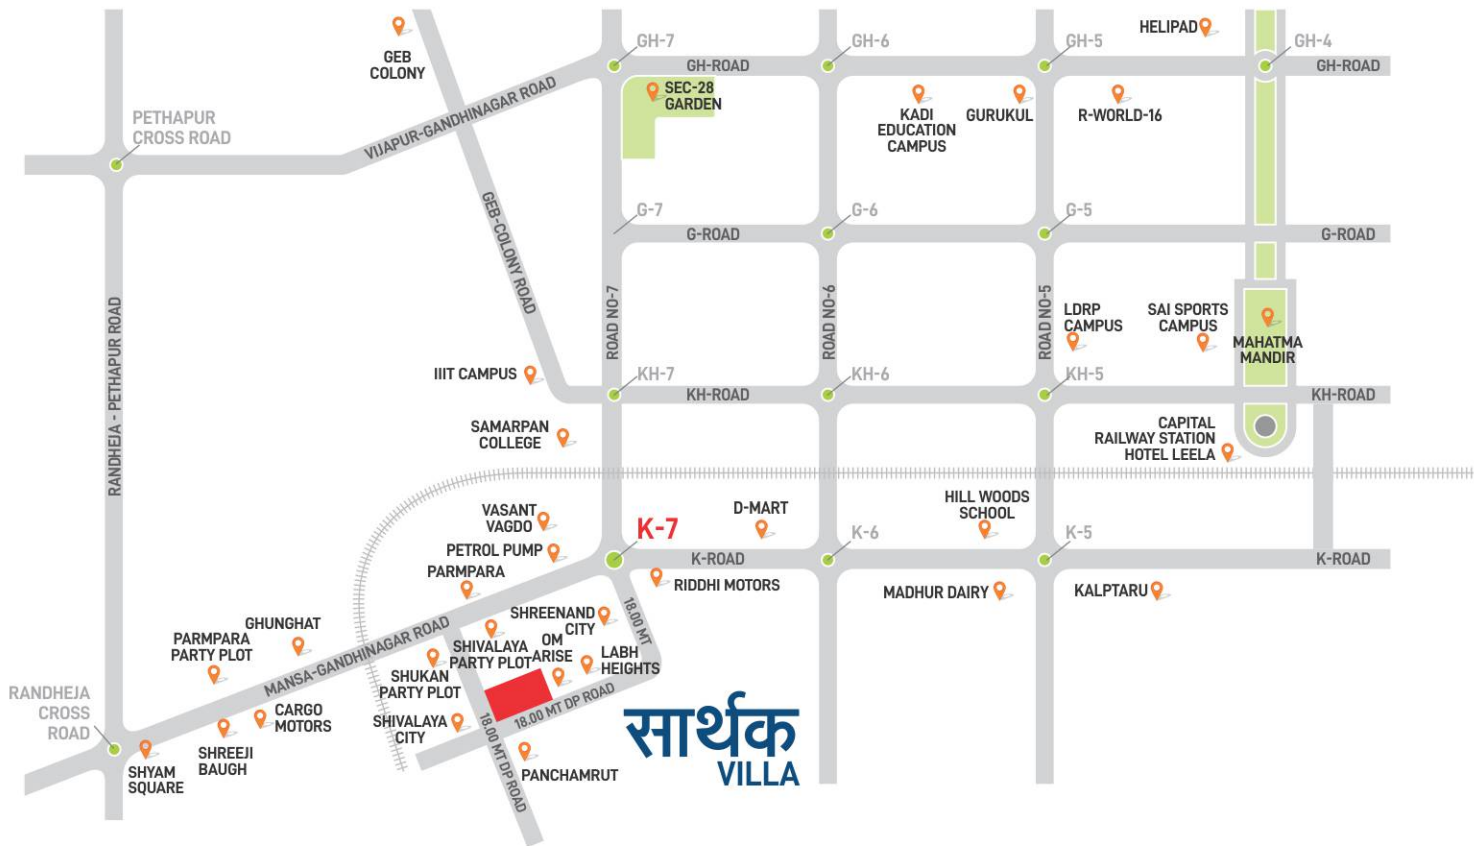 HELIPAD
GEB
COLONY
GH-7
GH-6
GH-5
GH-4
GH-ROAD
GH-ROAD
SEC-28
GARDEN
KADI
EDUCATION
CAMPUS
GURUKUL
R-WORLD-16
PETHAPUR
CROSS ROAD
VIJAPUR-GANDHINAGAR ROAD
GEB-COLONY ROAD
G-7
G-6
G-5
G-ROAD
G-ROAD
RANDHEJA - PETHAPUR ROAD
ROAD NO-7
ROAD NO-6
ROAD NO-5
LDRP
CAMPUS
SAI SPORTS
CAMPUS
MAHATMA
MANDIR
IIIT CAMPUS
KH-7
KH-6
KH-5
KH-ROAD
KH-ROAD
SAMARPAN
COLLEGE
CAPITAL
RAILWAY STATION
HOTEL LEELA
VASANT
VAGDO
PETROL PUMP
PARMPARA
K-7
D-MART
HILL WOODS
SCHOOL
K-6
K-5
K-ROAD
K-ROAD
RIDDHI MOTORS
MADHUR DAIRY
KALPTARU
18.00 MT
SHREENAND
CITY
GHUNGHAT
PARMPARA
PARTY PLOT
MANSA-GANDHINAGAR ROAD
SHIVALAYA
PARTY PLOT
OM
ARISE
LABH
HEIGHTS
SHUKAN
PARTY PLOT
RANDHEJA
CROSS
ROAD
CARGO
MOTORS
SHIVALAYA
CITY
18.00 MT DP ROAD
18.00 MT DP ROAD
SHREEJI
BAUGH
SHYAM
SQUARE
PANCHAMRUT
सार्थक
VILLA